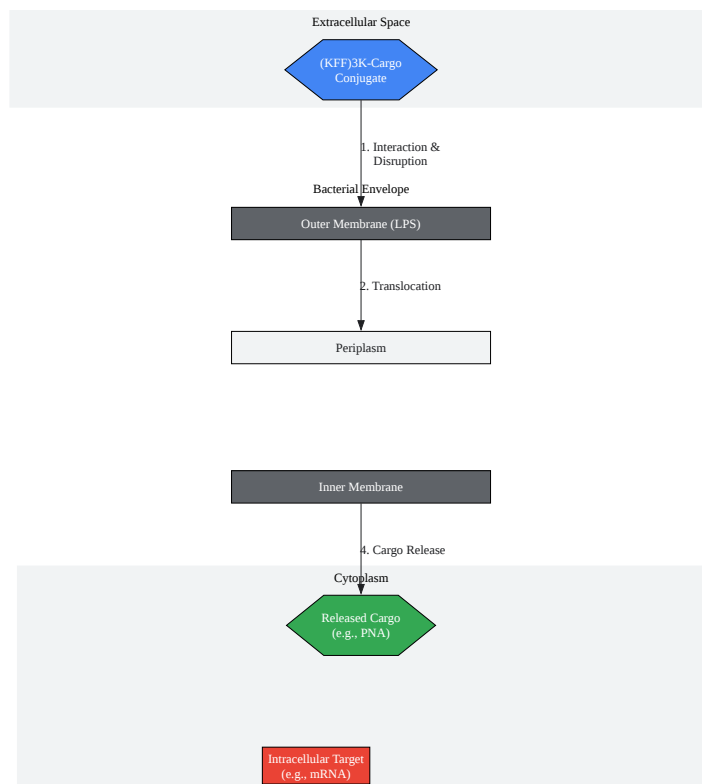 Extracellular Space
(KFF)3K-Cargo
Conjugate
1. Interaction &
Disruption
Bacterial Envelope
Outer Membrane (LPS)
2. Translocation
Periplasm
Inner Membrane
4. Cargo Release
Cytoplasm
Released Cargo
(e.g., PNA)
Intracellular Target
(e.g., mRNA)